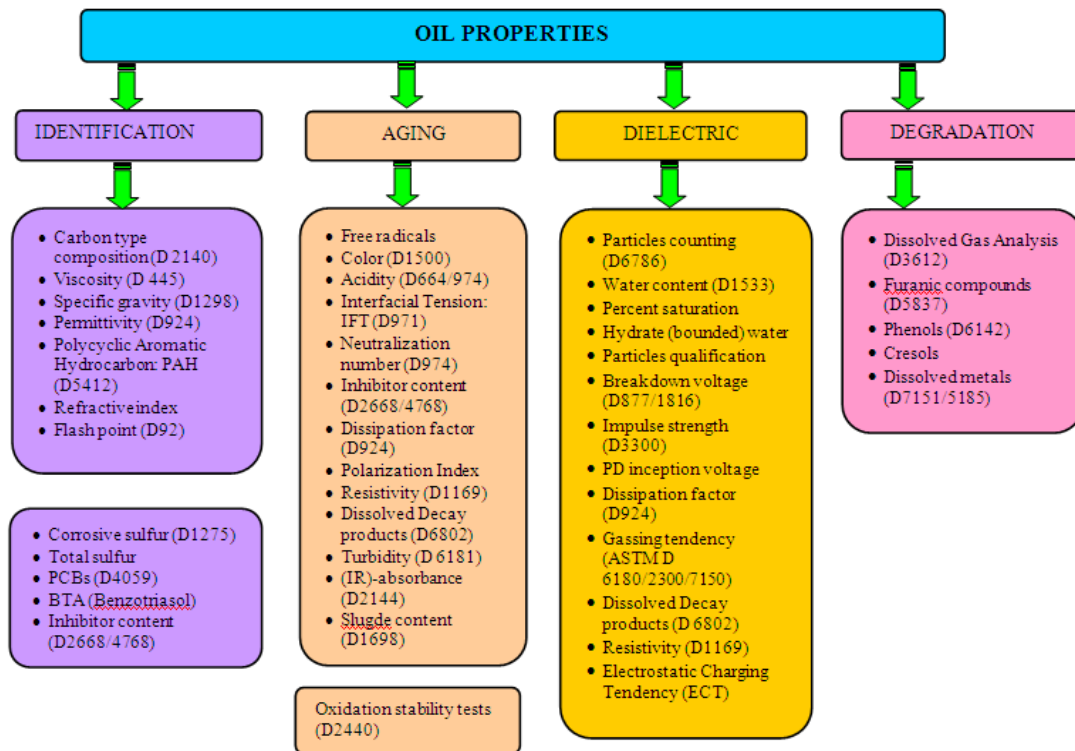 OIL PROPERTIES
IDENTIFICATION
AGING
DIELECTRIC
DEGRADATION
• Carbon type
composition (D 2140)
• Viscosity (D 445)
• Specific gravity (D1298)
• Permittivity (D924)
• Polycyclic Aromatic
Hydrocarbon: PAH
(D5412)
• Refractive index
• Flash point (D92)
• Corrosive sulfur (D1275)
• Total sulfur
• PCBs (D4059)
• BTA (Benzotriasol)
• Inhibitor content
(D2668/4768)
• Free radicals
• Color (D1500)
• Acidity (D664/974)
• Interfacial Tension:
IFT (D971)
• Neutralization
number (D974)
• Inhibitor content
(D2668/4768)
• Dissipation factor
(D924)
• Polarization Index
• Resistivity (D1169)
• Dissolved Decay
products (D6802)
• Turbidity (D 6181)
• (IR)-absorbance
(D2144)
• Slugde content
(D1698)
Oxidation stability tests
(D2440)
• Particles counting
(D6786)
• Water content (D1533)
• Percent saturation
• Hydrate (bounded) water
• Particles qualification
• Breakdown voltage
(D877/1816)
• Impulse strength
(D3300)
• PD inception voltage
• Dissipation factor
(D924)
• Gassing tendency
(ASTM D
6180/2300/7150)
• Dissolved Decay
products (D 6802)
• Resistivity (D1169)
• Electrostatic Charging
Tendency (ECT)
• Dissolved Gas Analysis
(D3612)
• Furanic compounds
(D5837)
• Phenols (D6142)
• Cresols
• Dissolved metals
(D7151/5185)